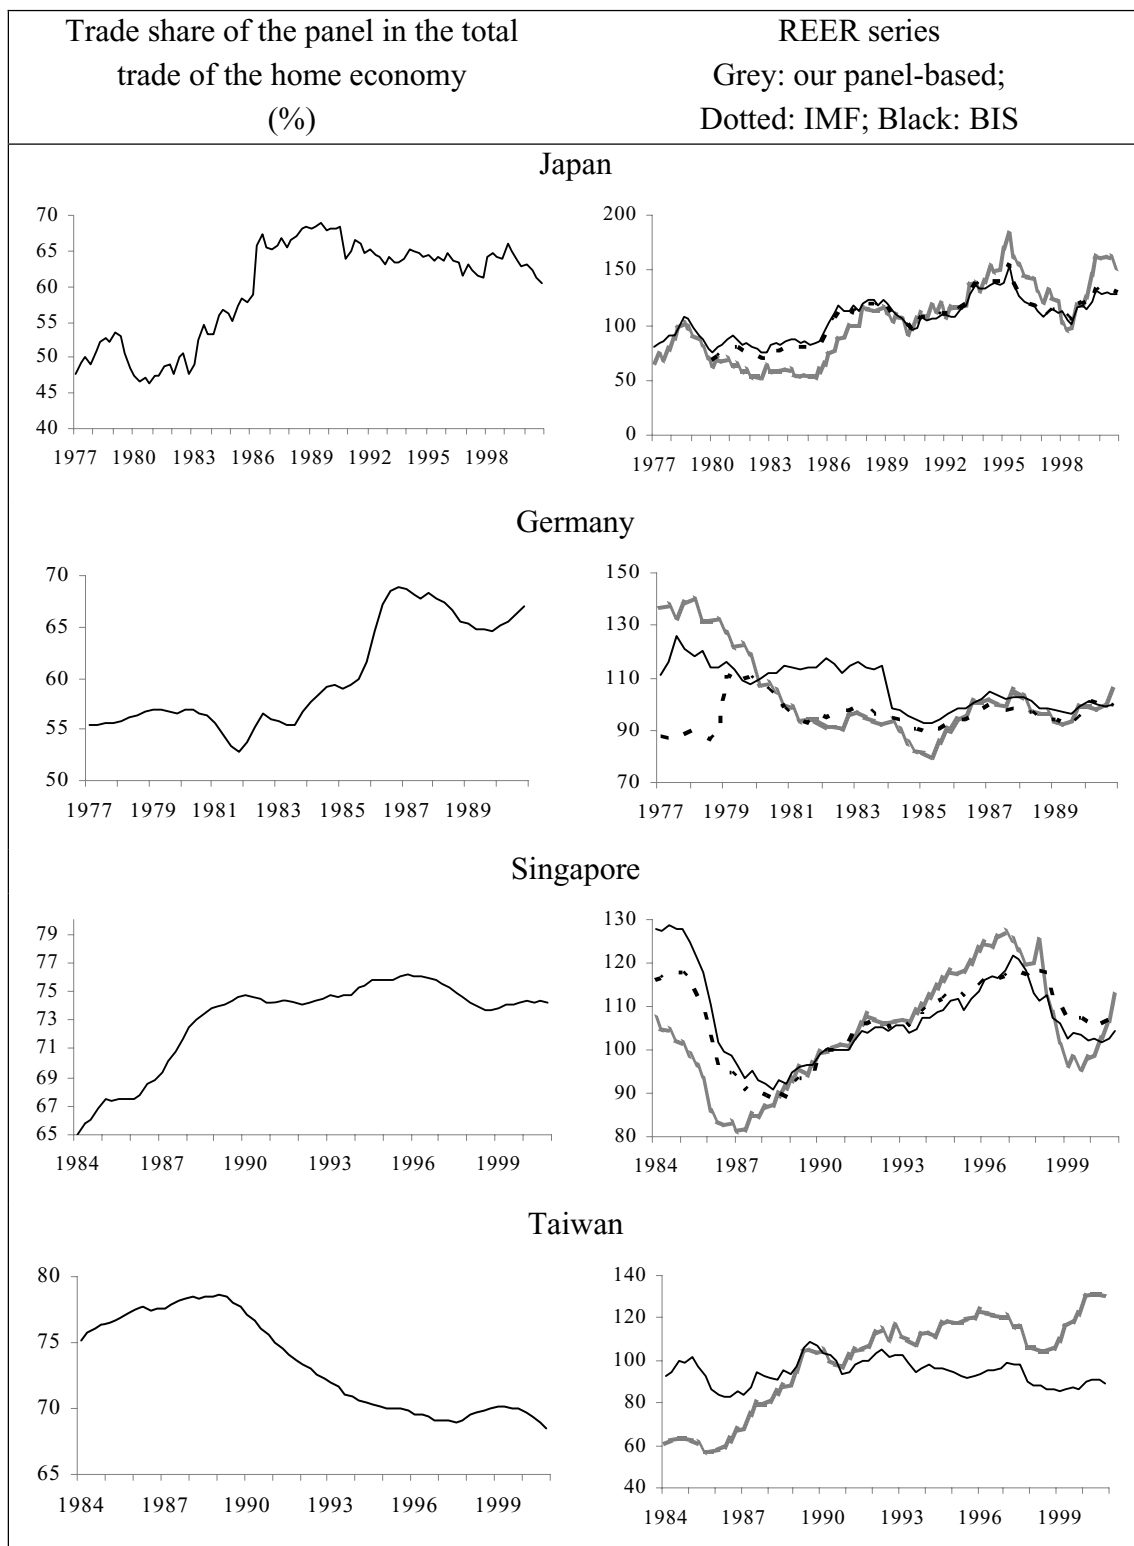 Trade share of the panel in the total
trade of the home economy
(%)
REER series
Grey: our panel-based;
Dotted: IMF; Black: BIS
Japan
70
65
60
55
50
45
40
1977 1980 1983 1986 1989 1992 1995 1998
200
150
100
50
0
1977 1980 1983 1986 1989 1992 1995 1998
Germany
70
65
60
55
50
1977 1979 1981 1983 1985 1987 1989
150
130
110
90
70
1977 1979 1981 1983 1985 1987 1989
Singapore
79
77
75
73
71
69
67
65
1984 1987 1990 1993 1996 1999
130
120
110
100
90
80
1984 1987 1990 1993 1996 1999
Taiwan
80
75
70
65
1984 1987 1990 1993 1996 1999
140
120
100
80
60
40
1984 1987 1990 1993 1996 1999